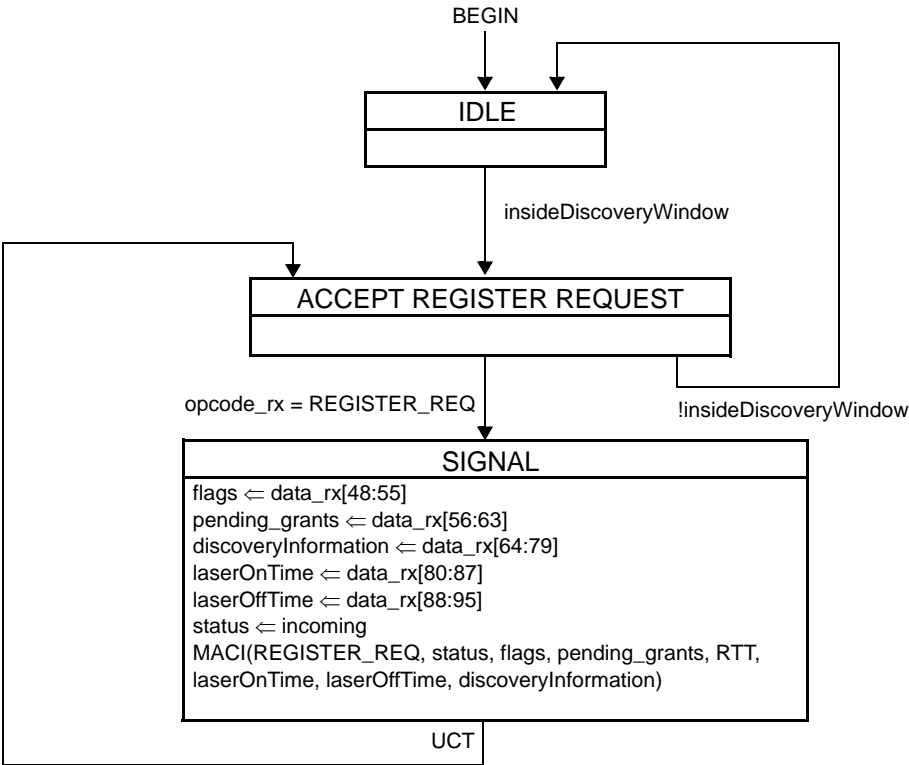 BEGIN
IDLE
insideDiscoveryWindow
ACCEPT REGISTER REQUEST
opcode_rx = REGISTER_REQ
!insideDiscoveryWindow
SIGNAL
flags ⇐ data_rx[48:55]
pending_grants ⇐ data_rx[56:63]
discoveryInformation ⇐ data_rx[64:79]
laserOnTime ⇐ data_rx[80:87]
laserOffTime ⇐ data_rx[88:95]
status ⇐ incoming
MACI(REGISTER_REQ, status, flags, pending_grants, RTT,
laserOnTime, laserOffTime, discoveryInformation)
UCT